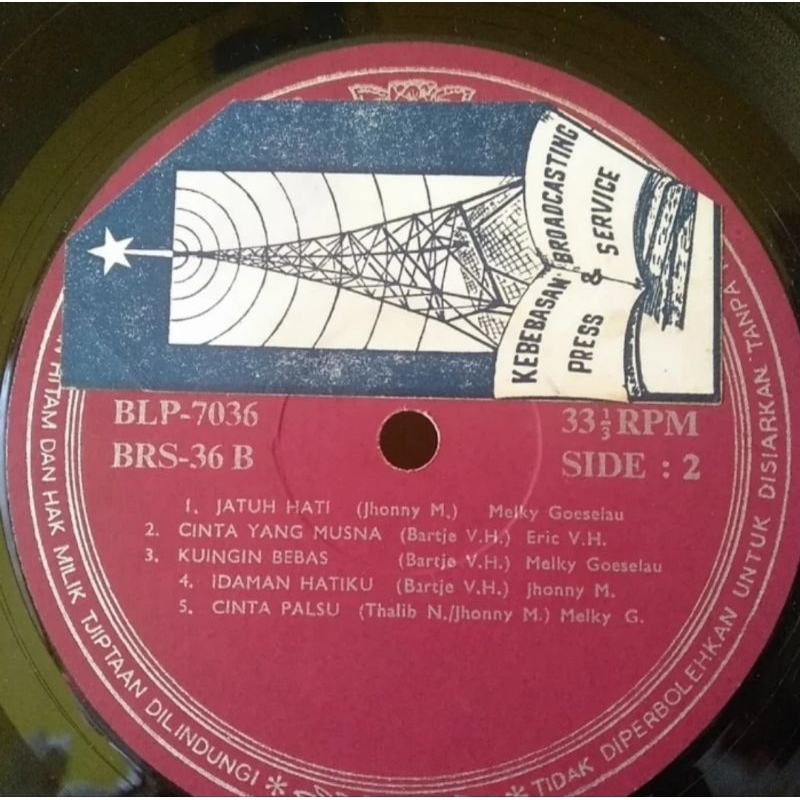 KEBEBASAN BROADCASTING
PRESS & SERVICE
BLP-7036
BRS-36 B
33⅓ RPM
SIDE : 2
1. JATUH HATI (Jhonny M.) Melky Goeselau
2. CINTA YANG MUSNA (Bartje V.H.) Eric V.H.
3. KUINGIN BEBAS (Bartje V.H.) Melky Goeselau
4. IDAMAN HATIKU (Bartje V.H.) Jhonny M.
5. CINTA PALSU (Thalib N./Jhonny M.) Melky G.
HITAM DAN HAK MILIK TJIPTAAN DILINDUNGI * * TIDAK DIPERBOLEHKAN UNTUK DISIARKAN TANPA